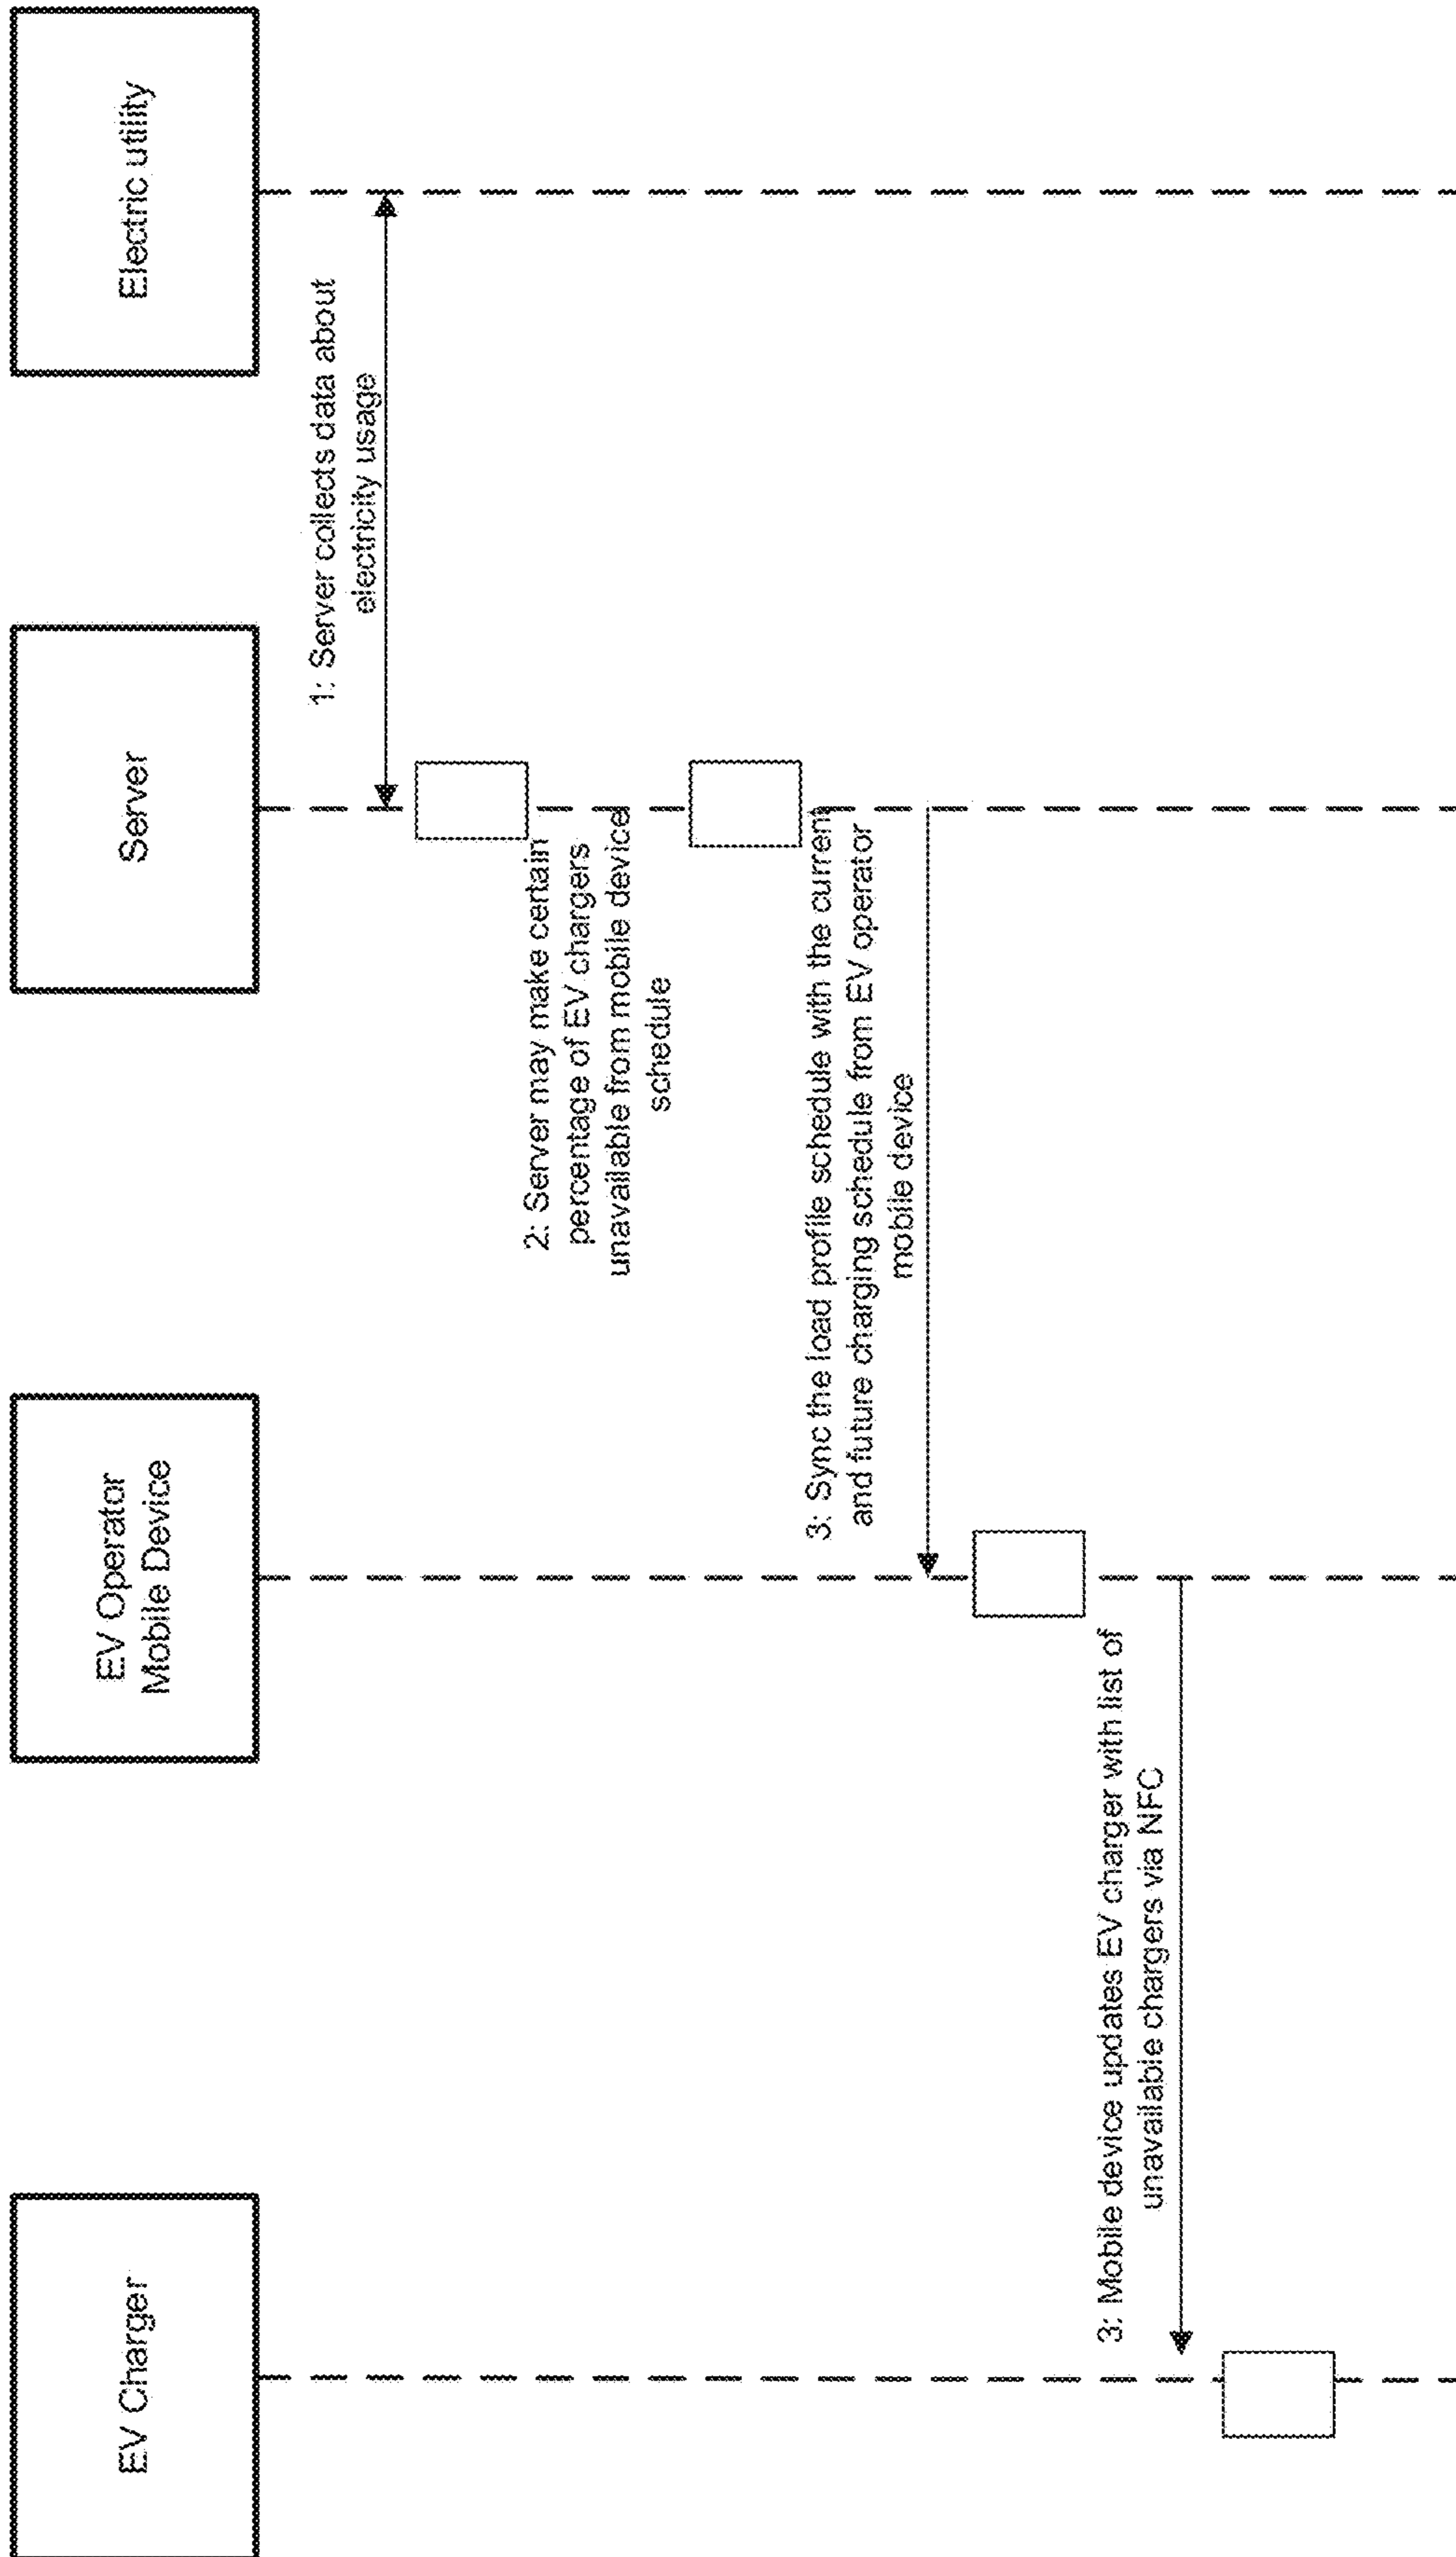 EV Charger
EV Operator
Mobile Device
Server
Electric utility
1: Server collects data about
electricity usage
2: Server may make certain
percentage of EV chargers
unavailable from mobile device
schedule
3: Sync the load profile schedule with the current
and future charging schedule from EV operator
mobile device
3: Mobile device updates EV charger with list of
unavailable chargers via NFC